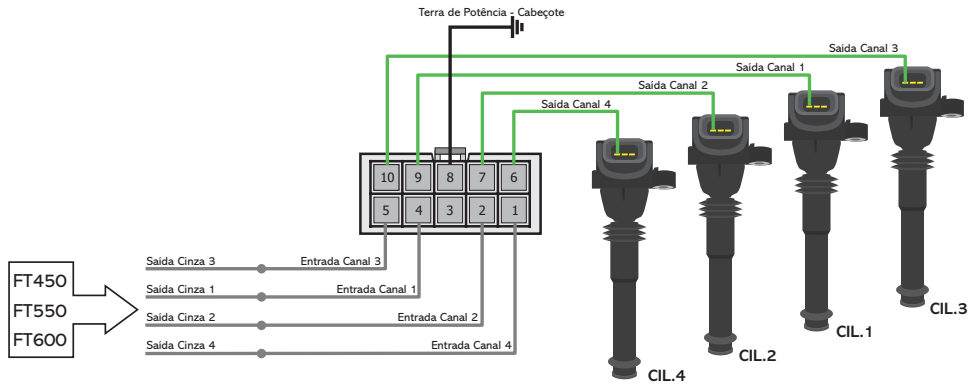 Terra de Potência - Cabeçote
Saída Canal 3
Saída Canal 1
Saída Canal 2
Saída Canal 4
10 9 8 7 6
5 4 3 2 1
Saída Cinza 3 Entrada Canal 3
Saída Cinza 1 Entrada Canal 1
Saída Cinza 2 Entrada Canal 2
Saída Cinza 4 Entrada Canal 4
FT450
FT550
FT600
CIL.3
CIL.1
CIL.2
CIL.4